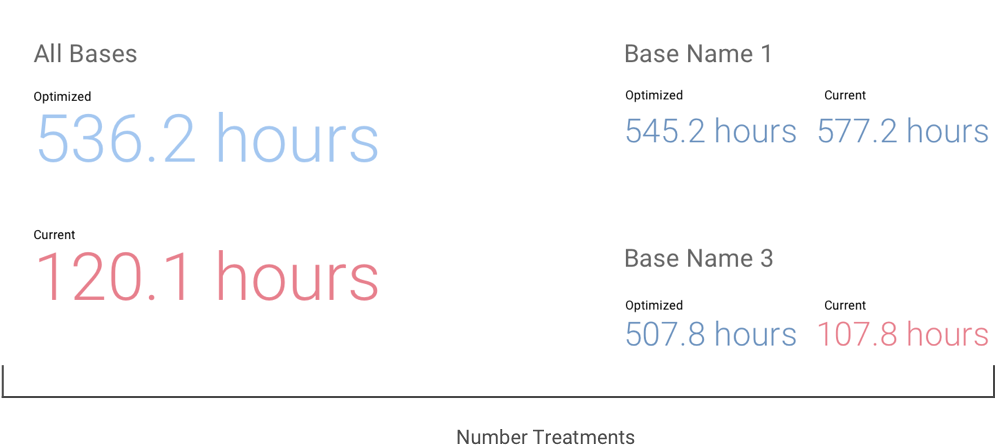 All Bases
Optimized
536.2 hours
Current
120.1 hours
Base Name 1
Optimized Current
545.2 hours 577.2 hours
Base Name 3
Optimized Current
507.8 hours 107.8 hours
Number Treatments